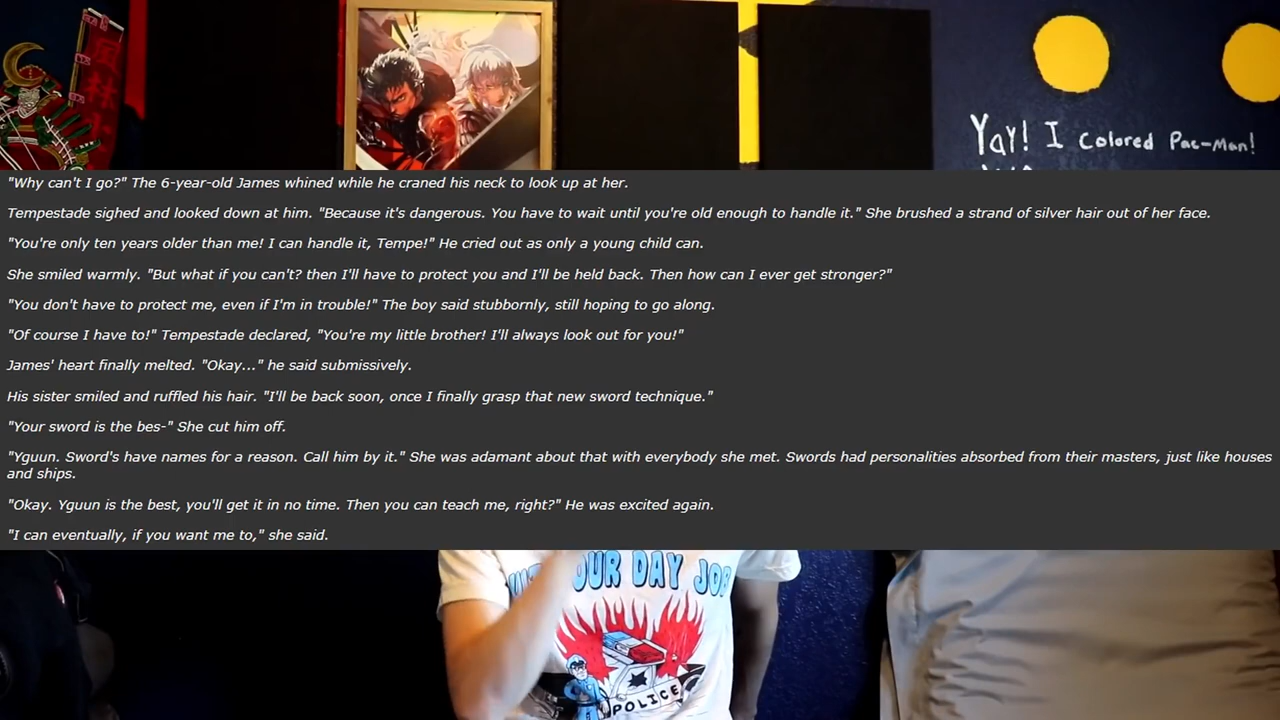 Yay! I Colored Pac-Man!
"Why can't I go?" The 6-year-old James whined while he craned his neck to look up at her.
Tempestade sighed and looked down at him. "Because it's dangerous. You have to wait until you're old enough to handle it." She brushed a strand of silver hair out of her face.
"You're only ten years older than me! I can handle it, Tempe!" He cried out as only a young child can.
She smiled warmly. "But what if you can't? then I'll have to protect you and I'll be held back. Then how can I ever get stronger?"
"You don't have to protect me, even if I'm in trouble!" The boy said stubbornly, still hoping to go along.
"Of course I have to!" Tempestade declared, "You're my little brother! I'll always look out for you!"
James' heart finally melted. "Okay..." he said submissively.
His sister smiled and ruffled his hair. "I'll be back soon, once I finally grasp that new sword technique."
"Your sword is the bes-" She cut him off.
"Yguun. Sword's have names for a reason. Call him by it." She was adamant about that with everybody she met. Swords had personalities absorbed from their masters, just like houses
and ships.
"Okay. Yguun is the best, you'll get it in no time. Then you can teach me, right?" He was excited again.
"I can eventually, if you want me to," she said.
OUR DAY JOB
POLICE